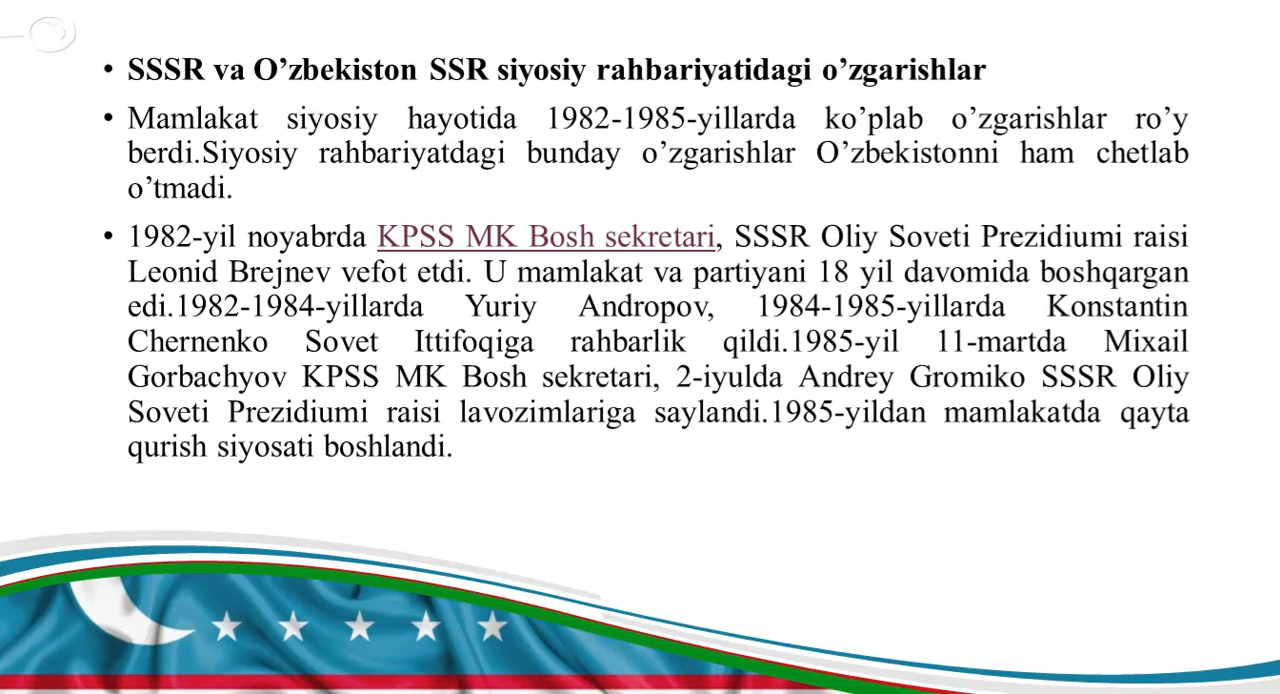 • SSSR va O’zbekiston SSR siyosiy rahbariyatidagi o’zgarishlar
• Mamlakat siyosiy hayotida 1982-1985-yillarda ko’plab o’zgarishlar ro’y
berdi.Siyosiy rahbariyatdagi bunday o’zgarishlar O’zbekistonni ham chetlab
o’tmadi.
• 1982-yil noyabrda KPSS MK Bosh sekretari, SSSR Oliy Soveti Prezidiumi raisi
Leonid Brejnev vefot etdi. U mamlakat va partiyani 18 yil davomida boshqargan
edi.1982-1984-yillarda Yuriy Andropov, 1984-1985-yillarda Konstantin
Chernenko Sovet Ittifoqiga rahbarlik qildi.1985-yil 11-martda Mixail
Gorbachyov KPSS MK Bosh sekretari, 2-iyulda Andrey Gromiko SSSR Oliy
Soveti Prezidiumi raisi lavozimlariga saylandi.1985-yildan mamlakatda qayta
qurish siyosati boshlandi.